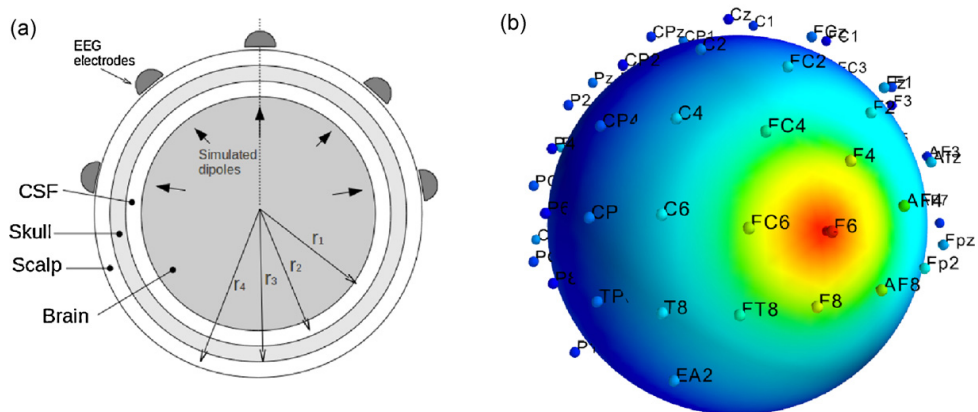 (a)
EEG
electrodes
Simulated
dipoles
CSF
Skull
Scalp
Brain
r1
r2
r3
r4
(b)
Cz
C1
CPz
CP1
C2
FCz
FC1
CP2
FC2
FC3
Pz
P2
CP4
C4
FC4
F2
F3
F4
AF3
AFz
CP
C6
FC6
F6
AF4
Fpz
Fp2
TP
T8
FT8
F8
AF8
EA2